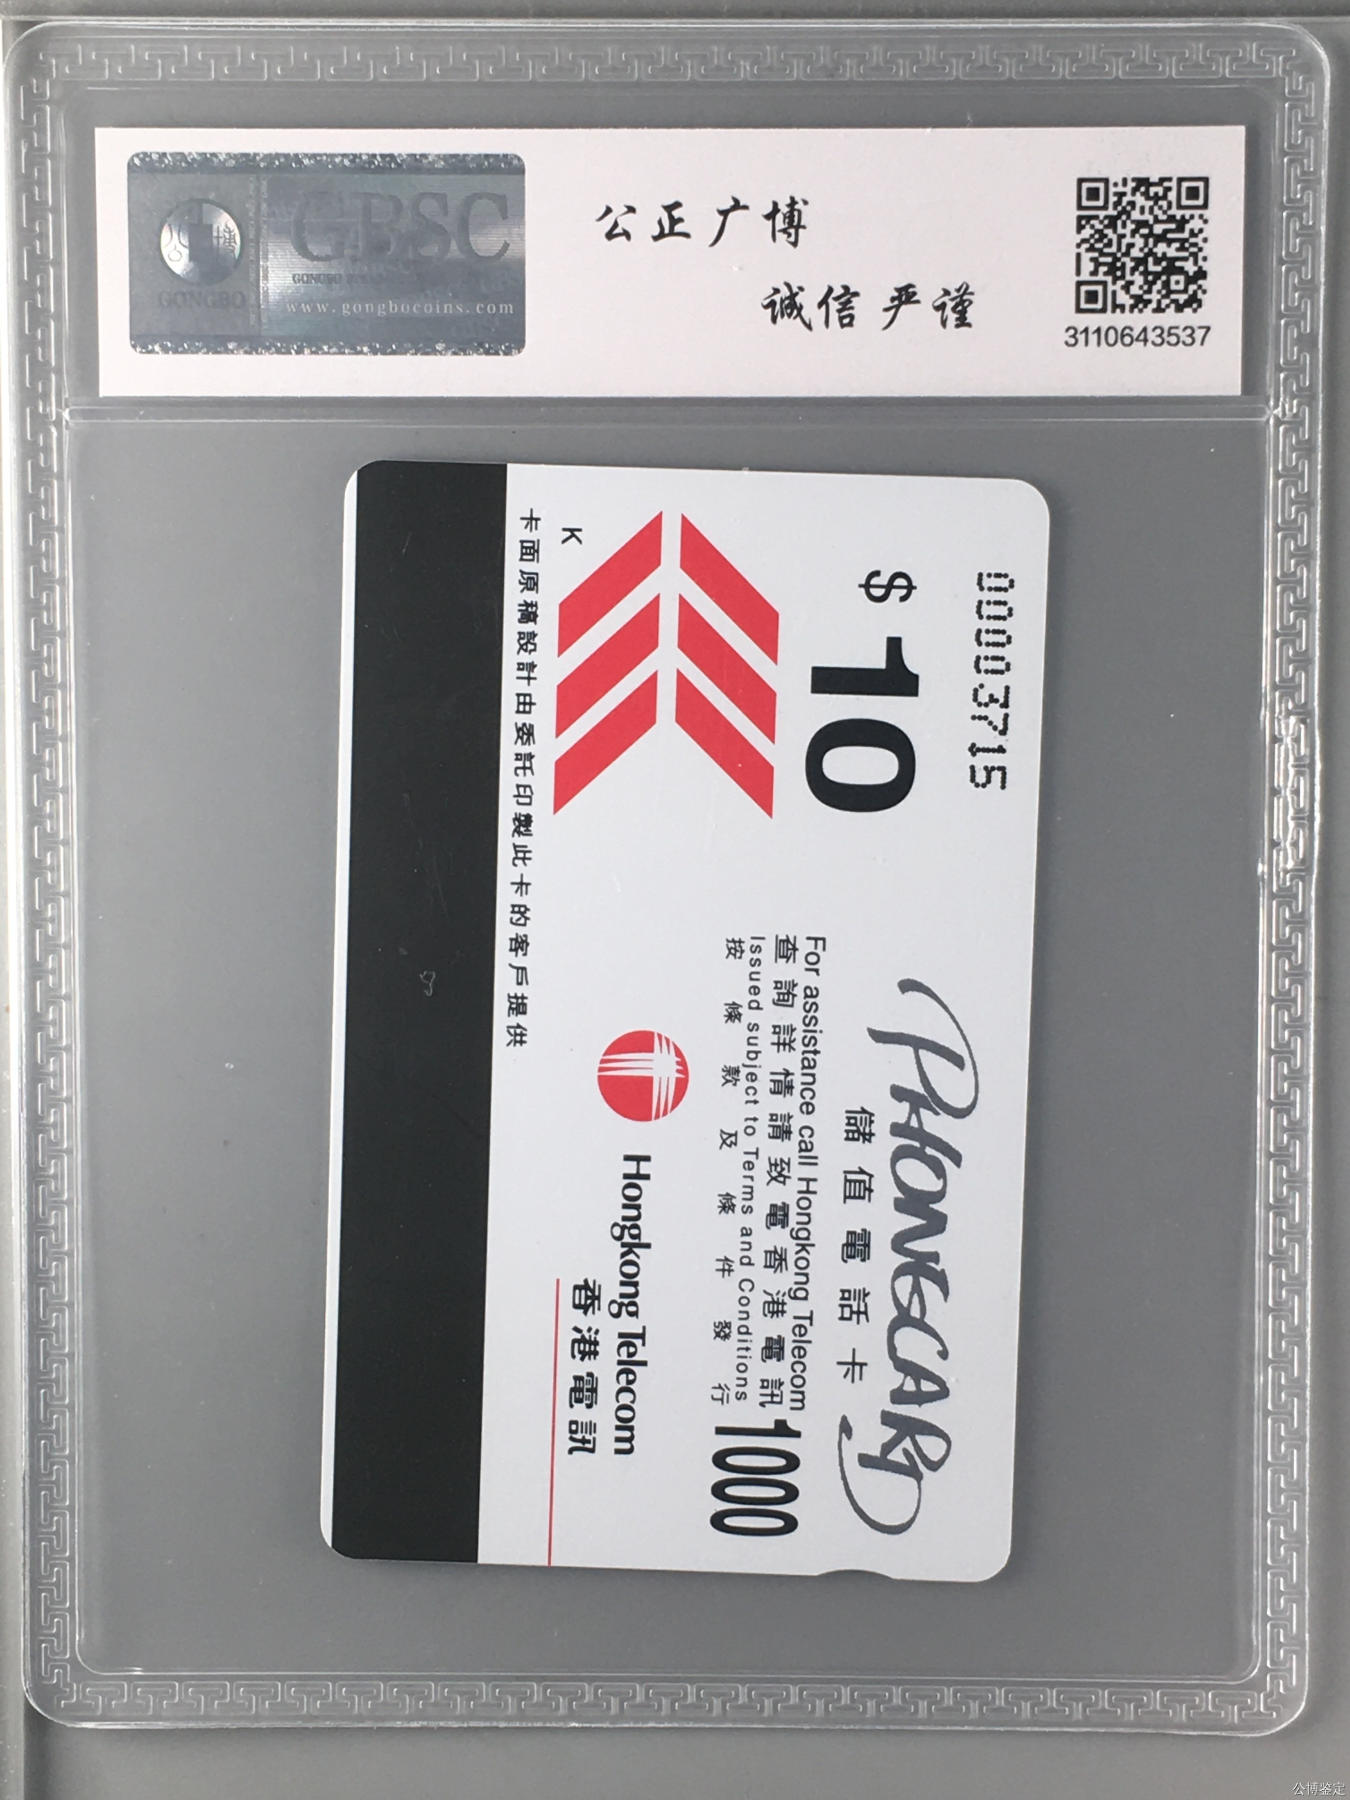 公 博
GONGBO
GBSC
www.gongbocoins.com
公正广博
诚信严谨
3110643537
00003715
$10
PHONECARD
儲值電話卡
For assistance call Hongkong Telecom
查詢詳情請致電香港電訊
Issued subject to Terms and Conditions
按條款及條件發行
1000
Hongkong Telecom
香港電訊
K
卡面原稿設計由委託印製此卡的客戶提供
公博鉴定